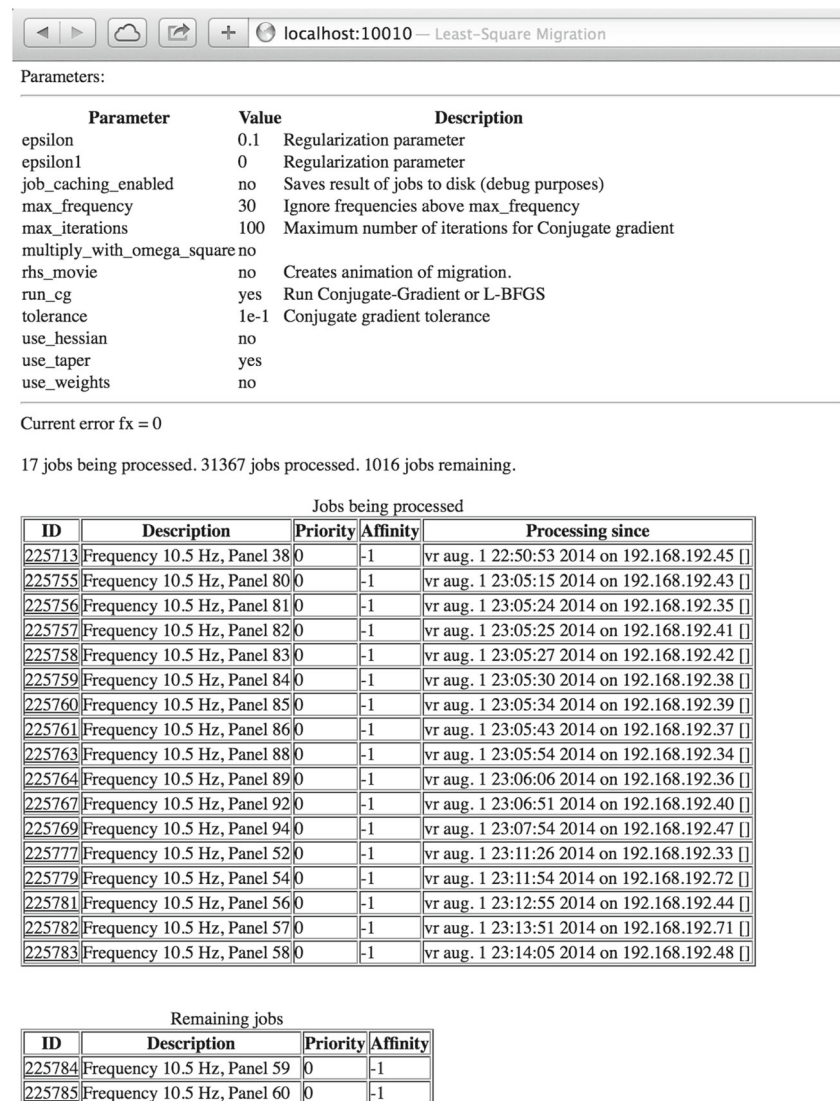 localhost:10010 — Least-Square Migration
Parameters:
Parameter Value Description
epsilon 0.1 Regularization parameter
epsilon1 0 Regularization parameter
job_caching_enabled no Saves result of jobs to disk (debug purposes)
max_frequency 30 Ignore frequencies above max_frequency
max_iterations 100 Maximum number of iterations for Conjugate gradient
multiply_with_omega_square no
rhs_movie no Creates animation of migration.
run_cg yes Run Conjugate-Gradient or L-BFGS
tolerance 1e-1 Conjugate gradient tolerance
use_hessian no
use_taper yes
use_weights no
Current error fx = 0
17 jobs being processed. 31367 jobs processed. 1016 jobs remaining.
Jobs being processed
ID Description Priority Affinity Processing since
225713 Frequency 10.5 Hz, Panel 38 0 -1 vr aug. 1 22:50:53 2014 on 192.168.192.45 []
225755 Frequency 10.5 Hz, Panel 80 0 -1 vr aug. 1 23:05:15 2014 on 192.168.192.43 []
225756 Frequency 10.5 Hz, Panel 81 0 -1 vr aug. 1 23:05:24 2014 on 192.168.192.35 []
225757 Frequency 10.5 Hz, Panel 82 0 -1 vr aug. 1 23:05:25 2014 on 192.168.192.41 []
225758 Frequency 10.5 Hz, Panel 83 0 -1 vr aug. 1 23:05:27 2014 on 192.168.192.42 []
225759 Frequency 10.5 Hz, Panel 84 0 -1 vr aug. 1 23:05:30 2014 on 192.168.192.38 []
225760 Frequency 10.5 Hz, Panel 85 0 -1 vr aug. 1 23:05:34 2014 on 192.168.192.39 []
225761 Frequency 10.5 Hz, Panel 86 0 -1 vr aug. 1 23:05:43 2014 on 192.168.192.37 []
225763 Frequency 10.5 Hz, Panel 88 0 -1 vr aug. 1 23:05:54 2014 on 192.168.192.34 []
225764 Frequency 10.5 Hz, Panel 89 0 -1 vr aug. 1 23:06:06 2014 on 192.168.192.36 []
225767 Frequency 10.5 Hz, Panel 92 0 -1 vr aug. 1 23:06:51 2014 on 192.168.192.40 []
225769 Frequency 10.5 Hz, Panel 94 0 -1 vr aug. 1 23:07:54 2014 on 192.168.192.47 []
225777 Frequency 10.5 Hz, Panel 52 0 -1 vr aug. 1 23:11:26 2014 on 192.168.192.33 []
225779 Frequency 10.5 Hz, Panel 54 0 -1 vr aug. 1 23:11:54 2014 on 192.168.192.72 []
225781 Frequency 10.5 Hz, Panel 56 0 -1 vr aug. 1 23:12:55 2014 on 192.168.192.44 []
225782 Frequency 10.5 Hz, Panel 57 0 -1 vr aug. 1 23:13:51 2014 on 192.168.192.71 []
225783 Frequency 10.5 Hz, Panel 58 0 -1 vr aug. 1 23:14:05 2014 on 192.168.192.48 []
Remaining jobs
ID Description Priority Affinity
225784 Frequency 10.5 Hz, Panel 59 0 -1
225785 Frequency 10.5 Hz, Panel 60 0 -1